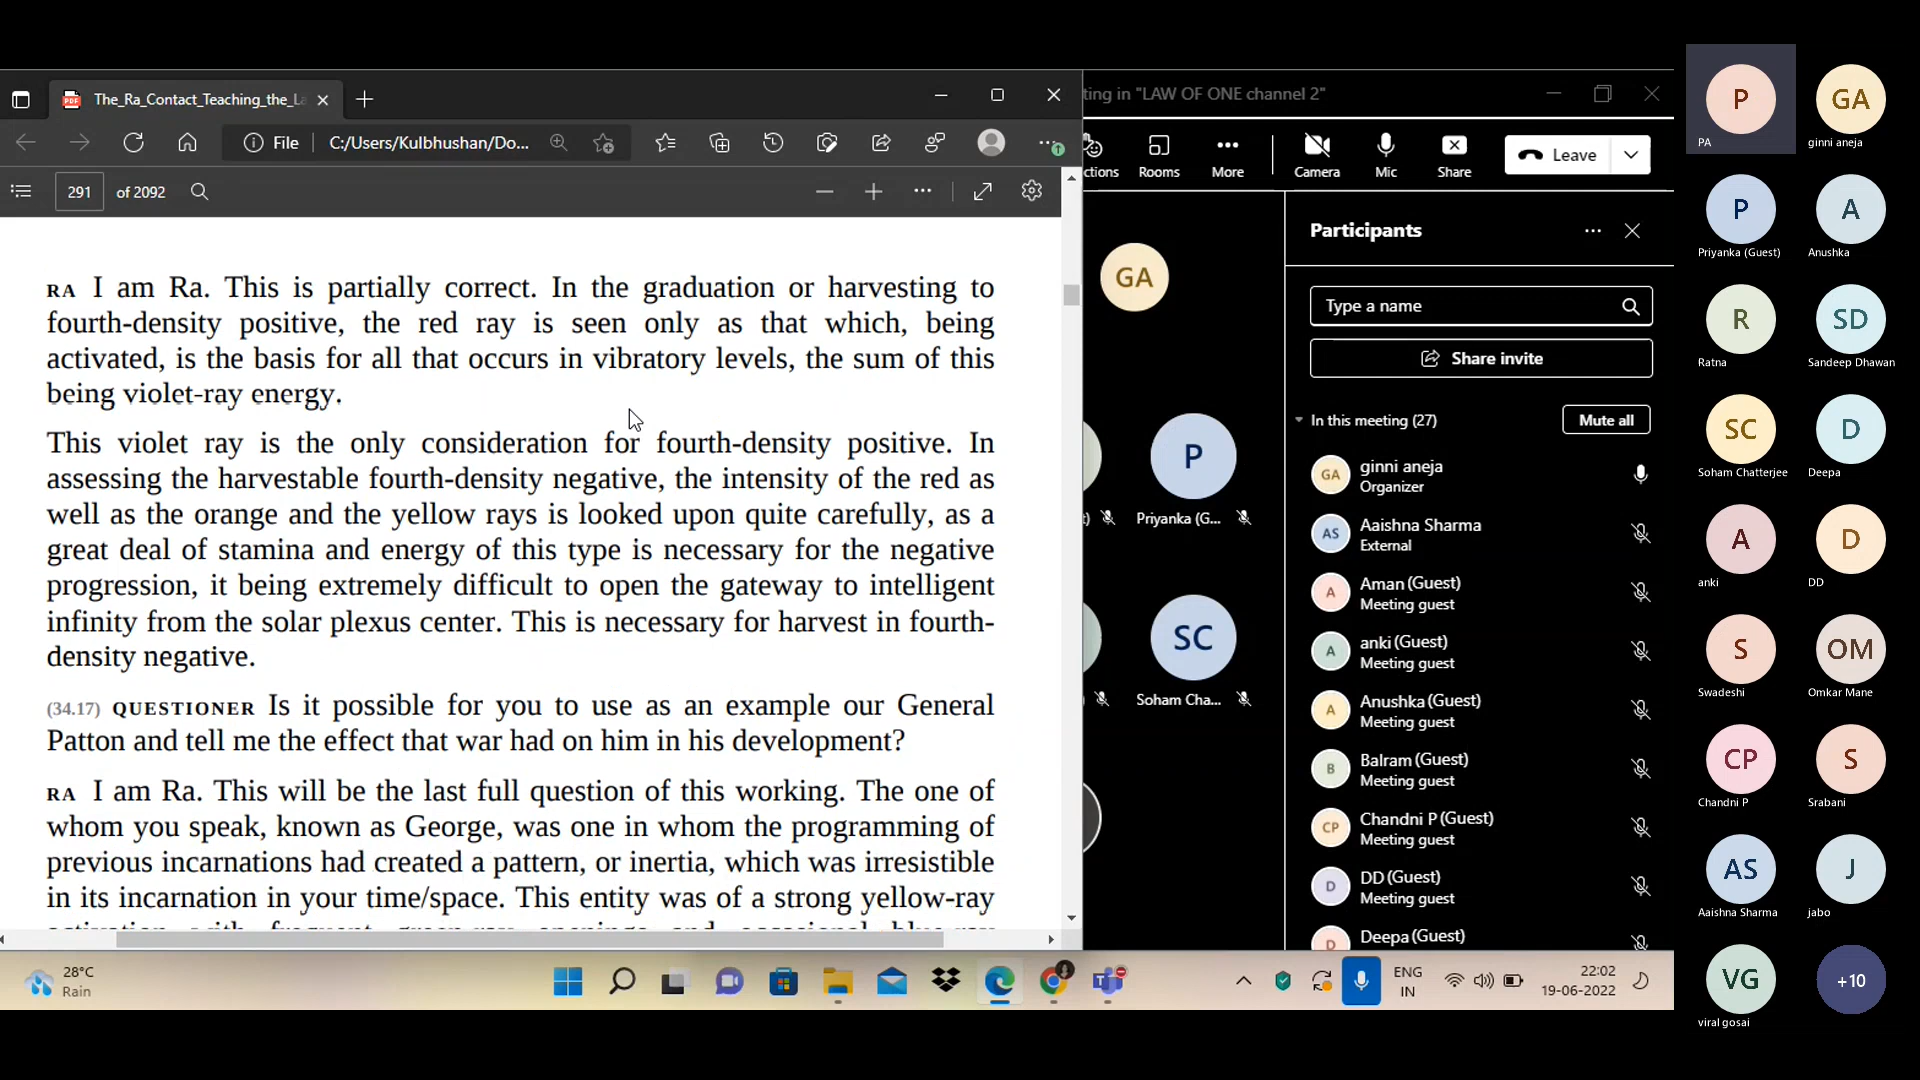 The_Ra_Contact_Teaching_the_La
File
C:/Users/Kulbhushan/Do...
291 of 2092
RA I am Ra. This is partially correct. In the graduation or harvesting to
fourth-density positive, the red ray is seen only as that which, being
activated, is the basis for all that occurs in vibratory levels, the sum of this
being violet-ray energy.
This violet ray is the only consideration for fourth-density positive. In
assessing the harvestable fourth-density negative, the intensity of the red as
well as the orange and the yellow rays is looked upon quite carefully, as a
great deal of stamina and energy of this type is necessary for the negative
progression, it being extremely difficult to open the gateway to intelligent
infinity from the solar plexus center. This is necessary for harvest in fourth-
density negative.
(34.17) QUESTIONER Is it possible for you to use as an example our General
Patton and tell me the effect that war had on him in his development?
RA I am Ra. This will be the last full question of this working. The one of
whom you speak, known as George, was one in whom the programming of
previous incarnations had created a pattern, or inertia, which was irresistible
in its incarnation in your time/space. This entity was of a strong yellow-ray
ting in "LAW OF ONE channel 2"
ctions
Rooms
More
Camera
Mic
Share
Leave
GA
P
Priyanka (G...
SC
Soham Cha...
Participants
Type a name
Share invite
In this meeting (27)
Mute all
GA
ginni aneja
Organizer
AS
Aaishna Sharma
External
A
Aman (Guest)
Meeting guest
A
anki (Guest)
Meeting guest
A
Anushka (Guest)
Meeting guest
B
Balram (Guest)
Meeting guest
CP
Chandni P (Guest)
Meeting guest
D
DD (Guest)
Meeting guest
D
Deepa (Guest)
P
PA
GA
ginni aneja
P
Priyanka (Guest)
A
Anushka
R
Ratna
SD
Sandeep Dhawan
SC
Soham Chatterjee
D
Deepa
A
anki
D
DD
S
Swadeshi
OM
Omkar Mane
CP
Chandni P
S
Srabani
AS
Aaishna Sharma
J
jabo
VG
viral gosai
+10
28°C
Rain
ENG
IN
22:02
19-06-2022